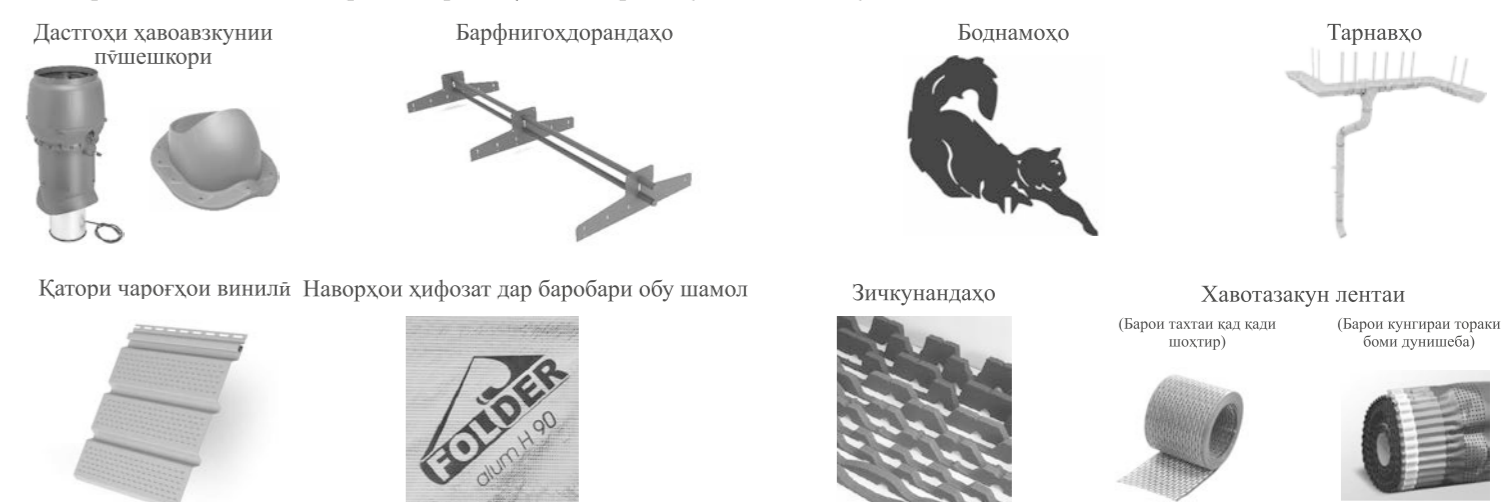 Дастгоҳи ҳавоавзкунии
пӯшешкори
Барфнигоҳдорандаҳо
Боднамоҳо
Тарнавҳо
Қатори чароғҳои винилӣ
Наворҳои ҳифозат дар баробари обу шамол
FOLDER
alum H 90
Зичкунандаҳо
Хавотазакун лентаи
(Барои тахтаи қад қади
шоҳтир)
(Барои кунгираи тораки
боми дунишеба)